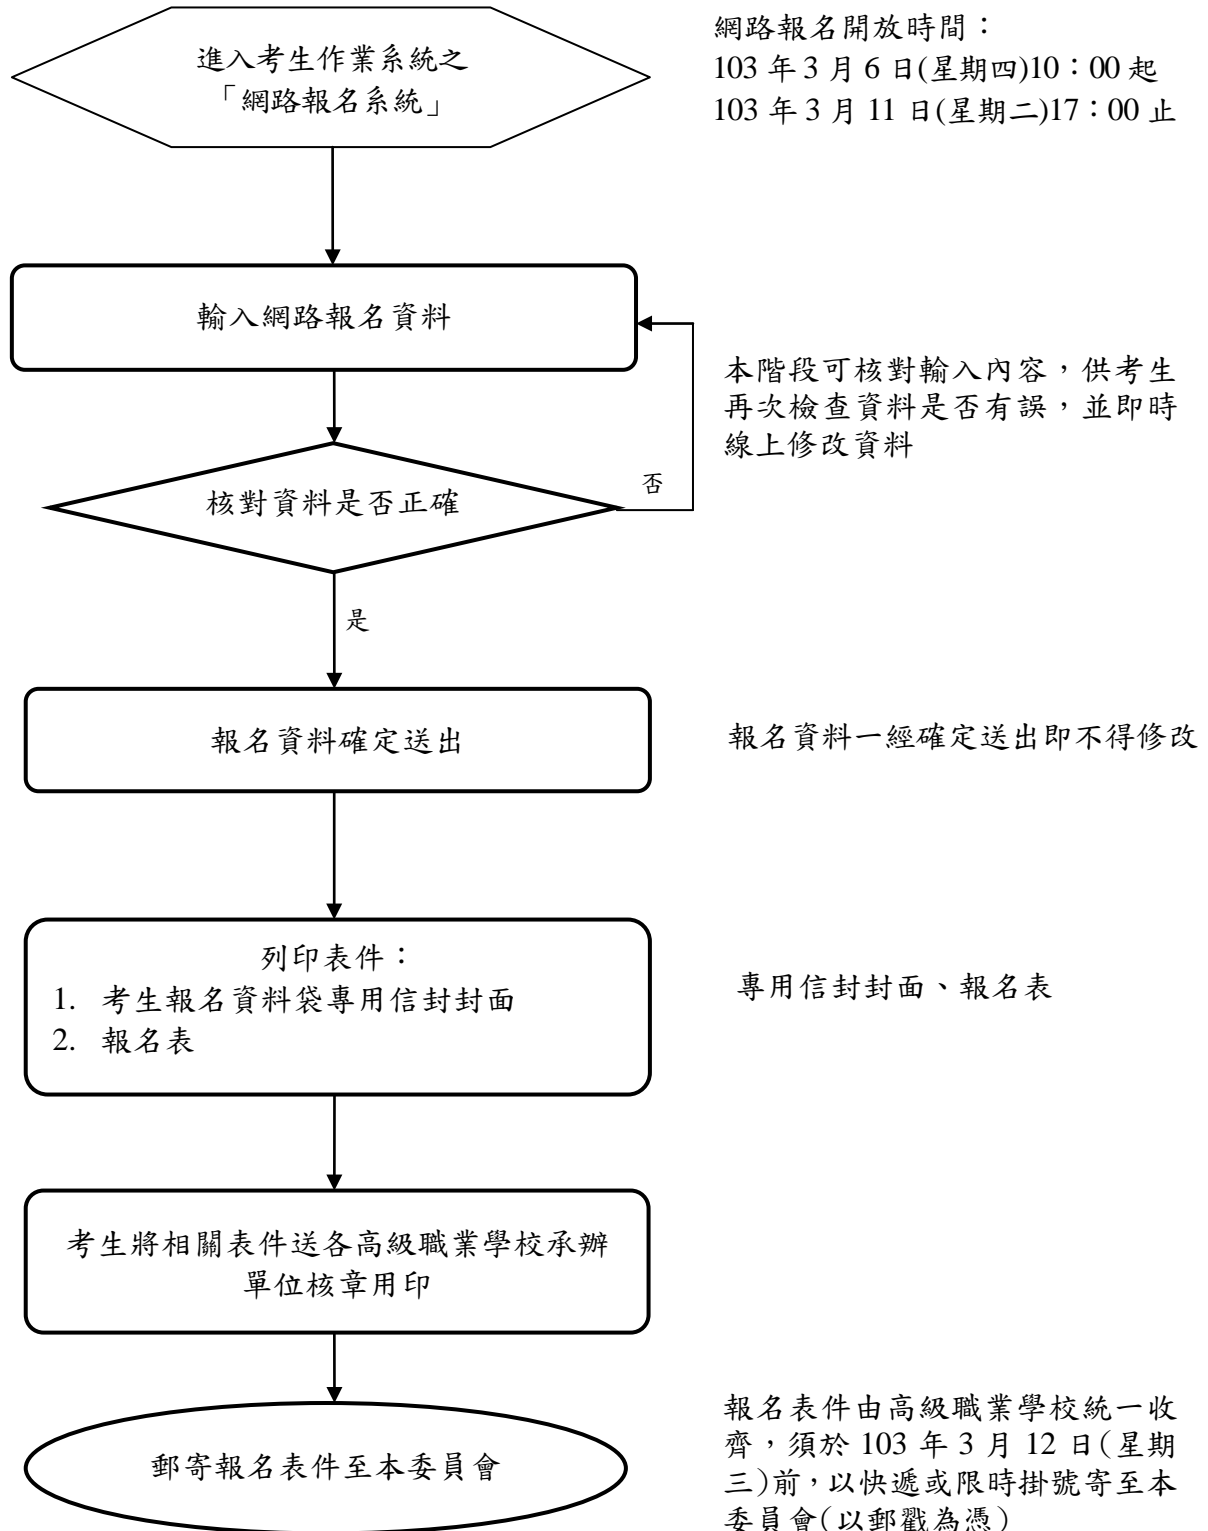 進入考生作業系統之
「網路報名系統」
網路報名開放時間：
103 年 3 月 6 日(星期四)10：00 起
103 年 3 月 11 日(星期二)17：00 止
輸入網路報名資料
本階段可核對輸入內容，供考生
再次檢查資料是否有誤，並即時
線上修改資料
核對資料是否正確
否
是
報名資料確定送出
報名資料一經確定送出即不得修改
列印表件：
1. 考生報名資料袋專用信封封面
2. 報名表
專用信封封面、報名表
考生將相關表件送各高級職業學校承辦
單位核章用印
郵寄報名表件至本委員會
報名表件由高級職業學校統一收
齊，須於 103 年 3 月 12 日(星期
三)前，以快遞或限時掛號寄至本
委員會(以郵戳為憑)